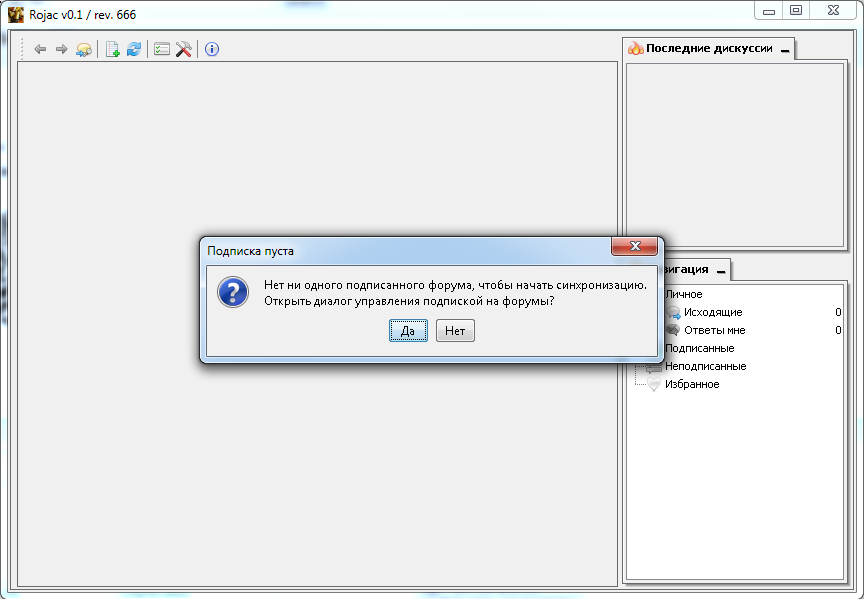 Rojac v0.1 / rev. 666
Последние дискуссии
Подписка пуста
Нет ни одного подписанного форума, чтобы начать синхронизацию.
Открыть диалог управления подпиской на форумы?
Да
Нет
вигация
Личное
Исходящие 0
Ответы мне 0
Подписанные
Неподписанные
Избранное